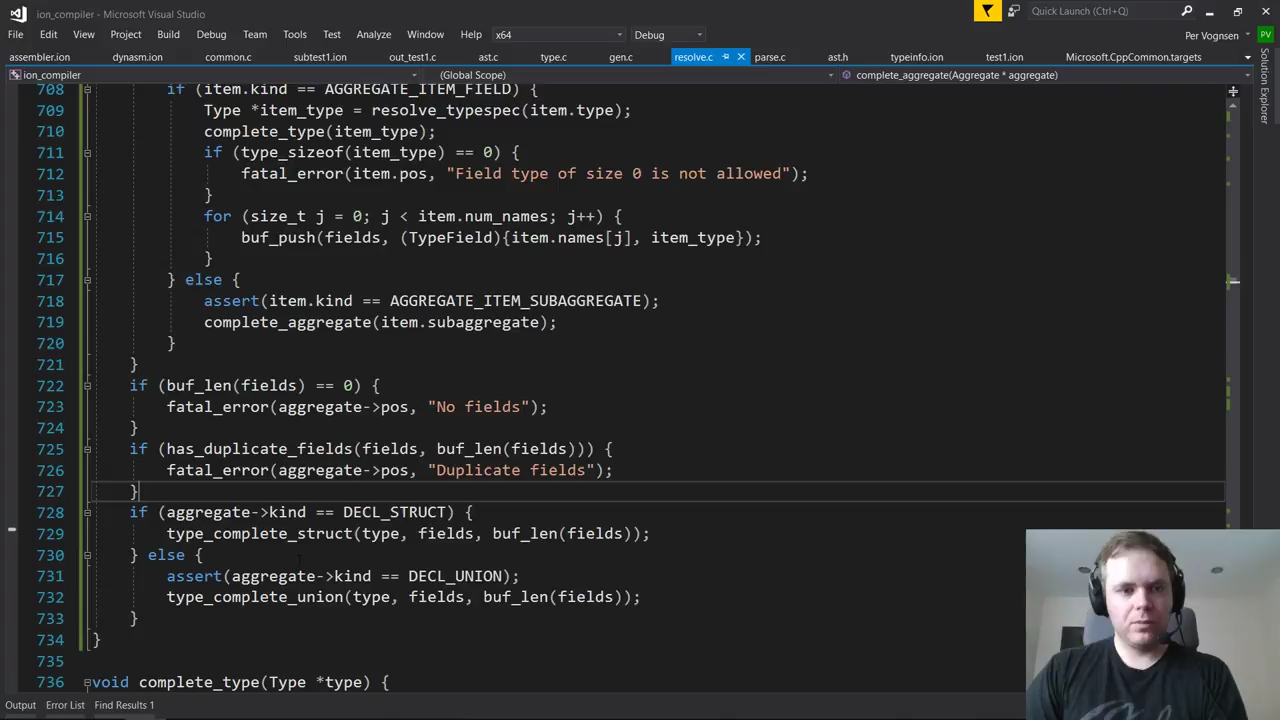 ion_compiler - Microsoft Visual Studio
Quick Launch (Ctrl+Q)
File Edit View Project Build Debug Team Tools Test Analyze Window Help x64 Debug
Per Vognsen PV
assembler.ion dynasm.ion common.c subtest1.ion out_test1.c ast.c type.c gen.c resolve.c parse.c ast.h typeinfo.ion test1.ion Microsoft.CppCommon.targets
Solution Explorer
ion_compiler (Global Scope) complete_aggregate(Aggregate * aggregate)
708 if (item.kind == AGGREGATE_ITEM_FIELD) {
709 Type *item_type = resolve_typespec(item.type);
710 complete_type(item_type);
711 if (type_sizeof(item_type) == 0) {
712 fatal_error(item.pos, "Field type of size 0 is not allowed");
713 }
714 for (size_t j = 0; j < item.num_names; j++) {
715 buf_push(fields, (TypeField){item.names[j], item_type});
716 }
717 } else {
718 assert(item.kind == AGGREGATE_ITEM_SUBAGGREGATE);
719 complete_aggregate(item.subaggregate);
720 }
721 }
722 if (buf_len(fields) == 0) {
723 fatal_error(aggregate->pos, "No fields");
724 }
725 if (has_duplicate_fields(fields, buf_len(fields))) {
726 fatal_error(aggregate->pos, "Duplicate fields");
727 }
728 if (aggregate->kind == DECL_STRUCT) {
729 type_complete_struct(type, fields, buf_len(fields));
730 } else {
731 assert(aggregate->kind == DECL_UNION);
732 type_complete_union(type, fields, buf_len(fields));
733 }
734 }
735
736 void complete_type(Type *type) {
Output Error List Find Results 1